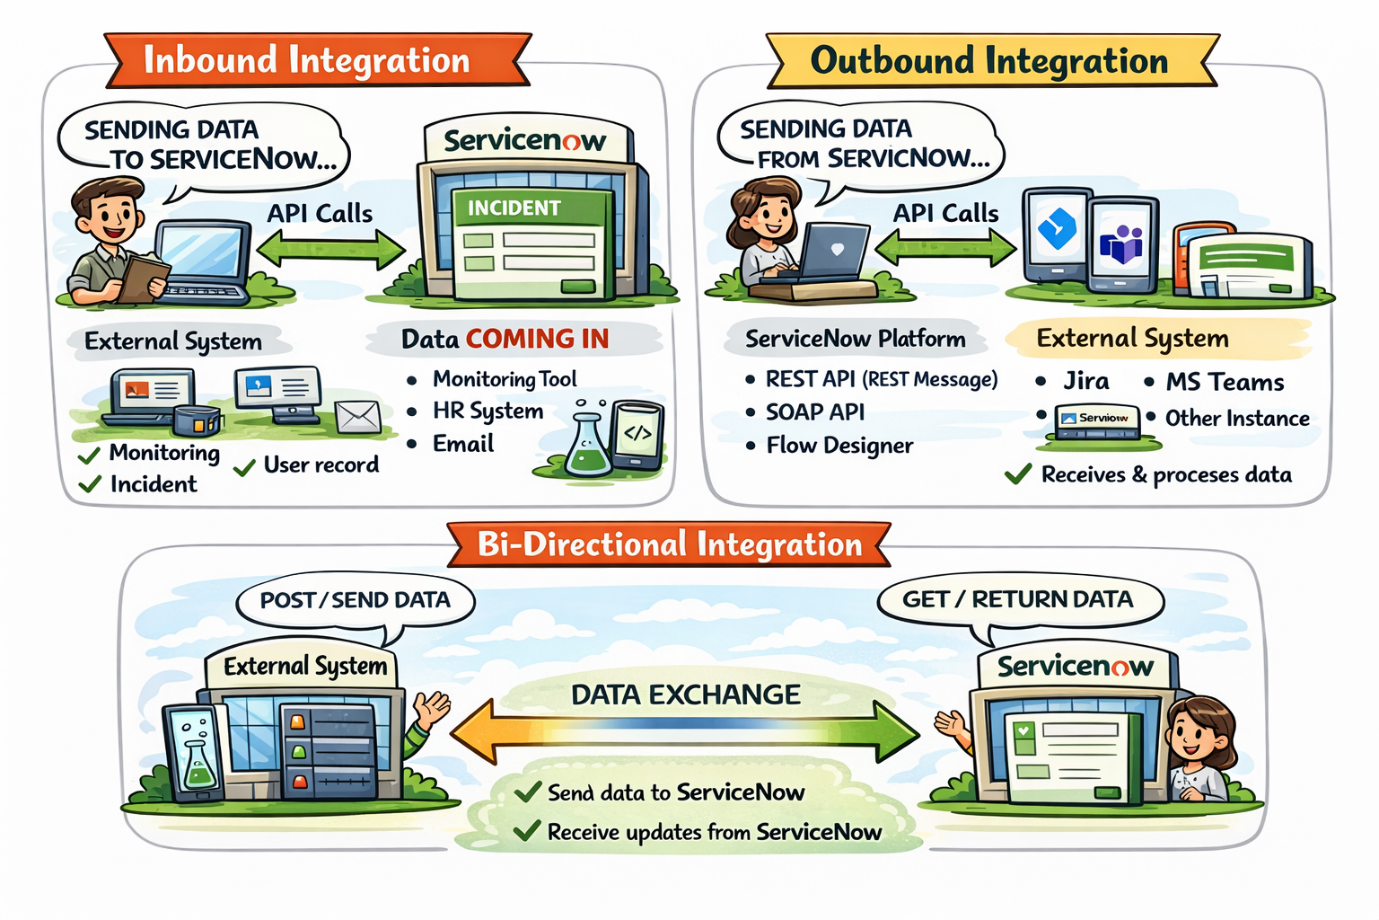 Inbound Integration
SENDING DATA
TO SERVICENOW...
API Calls
Servicenow
INCIDENT
External System
Monitoring
Incident
User record
Data COMING IN
Monitoring Tool
HR System
Email
</>
Outbound Integration
SENDING DATA
FROM SERVICNOW...
API Calls
ServiceNow Platform
REST API (REST Message)
SOAP API
Flow Designer
External System
Jira
MS Teams
Serviow
Other Instance
Receives & proceses data
Bi-Directional Integration
POST / SEND DATA
External System
GET / RETURN DATA
Servicenow
DATA EXCHANGE
Send data to ServiceNow
Receive updates from ServiceNow